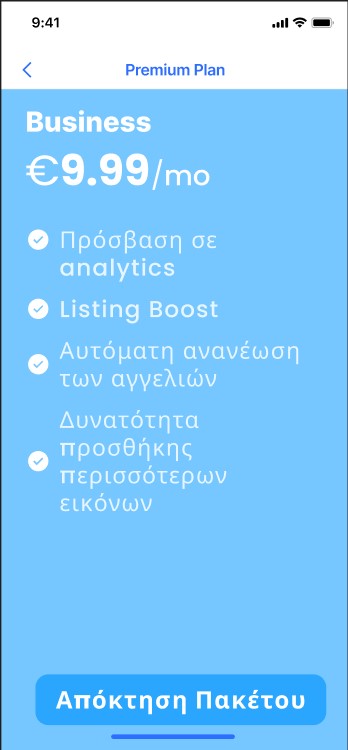 9:41
Premium Plan
Business
€9.99/mo
Πρόσβαση σε
analytics
Listing Boost
Αυτόματη ανανέωση
των αγγελιών
Δυνατότητα
προσθήκης
περισσότερων
εικόνων
Απόκτηση Πακέτου